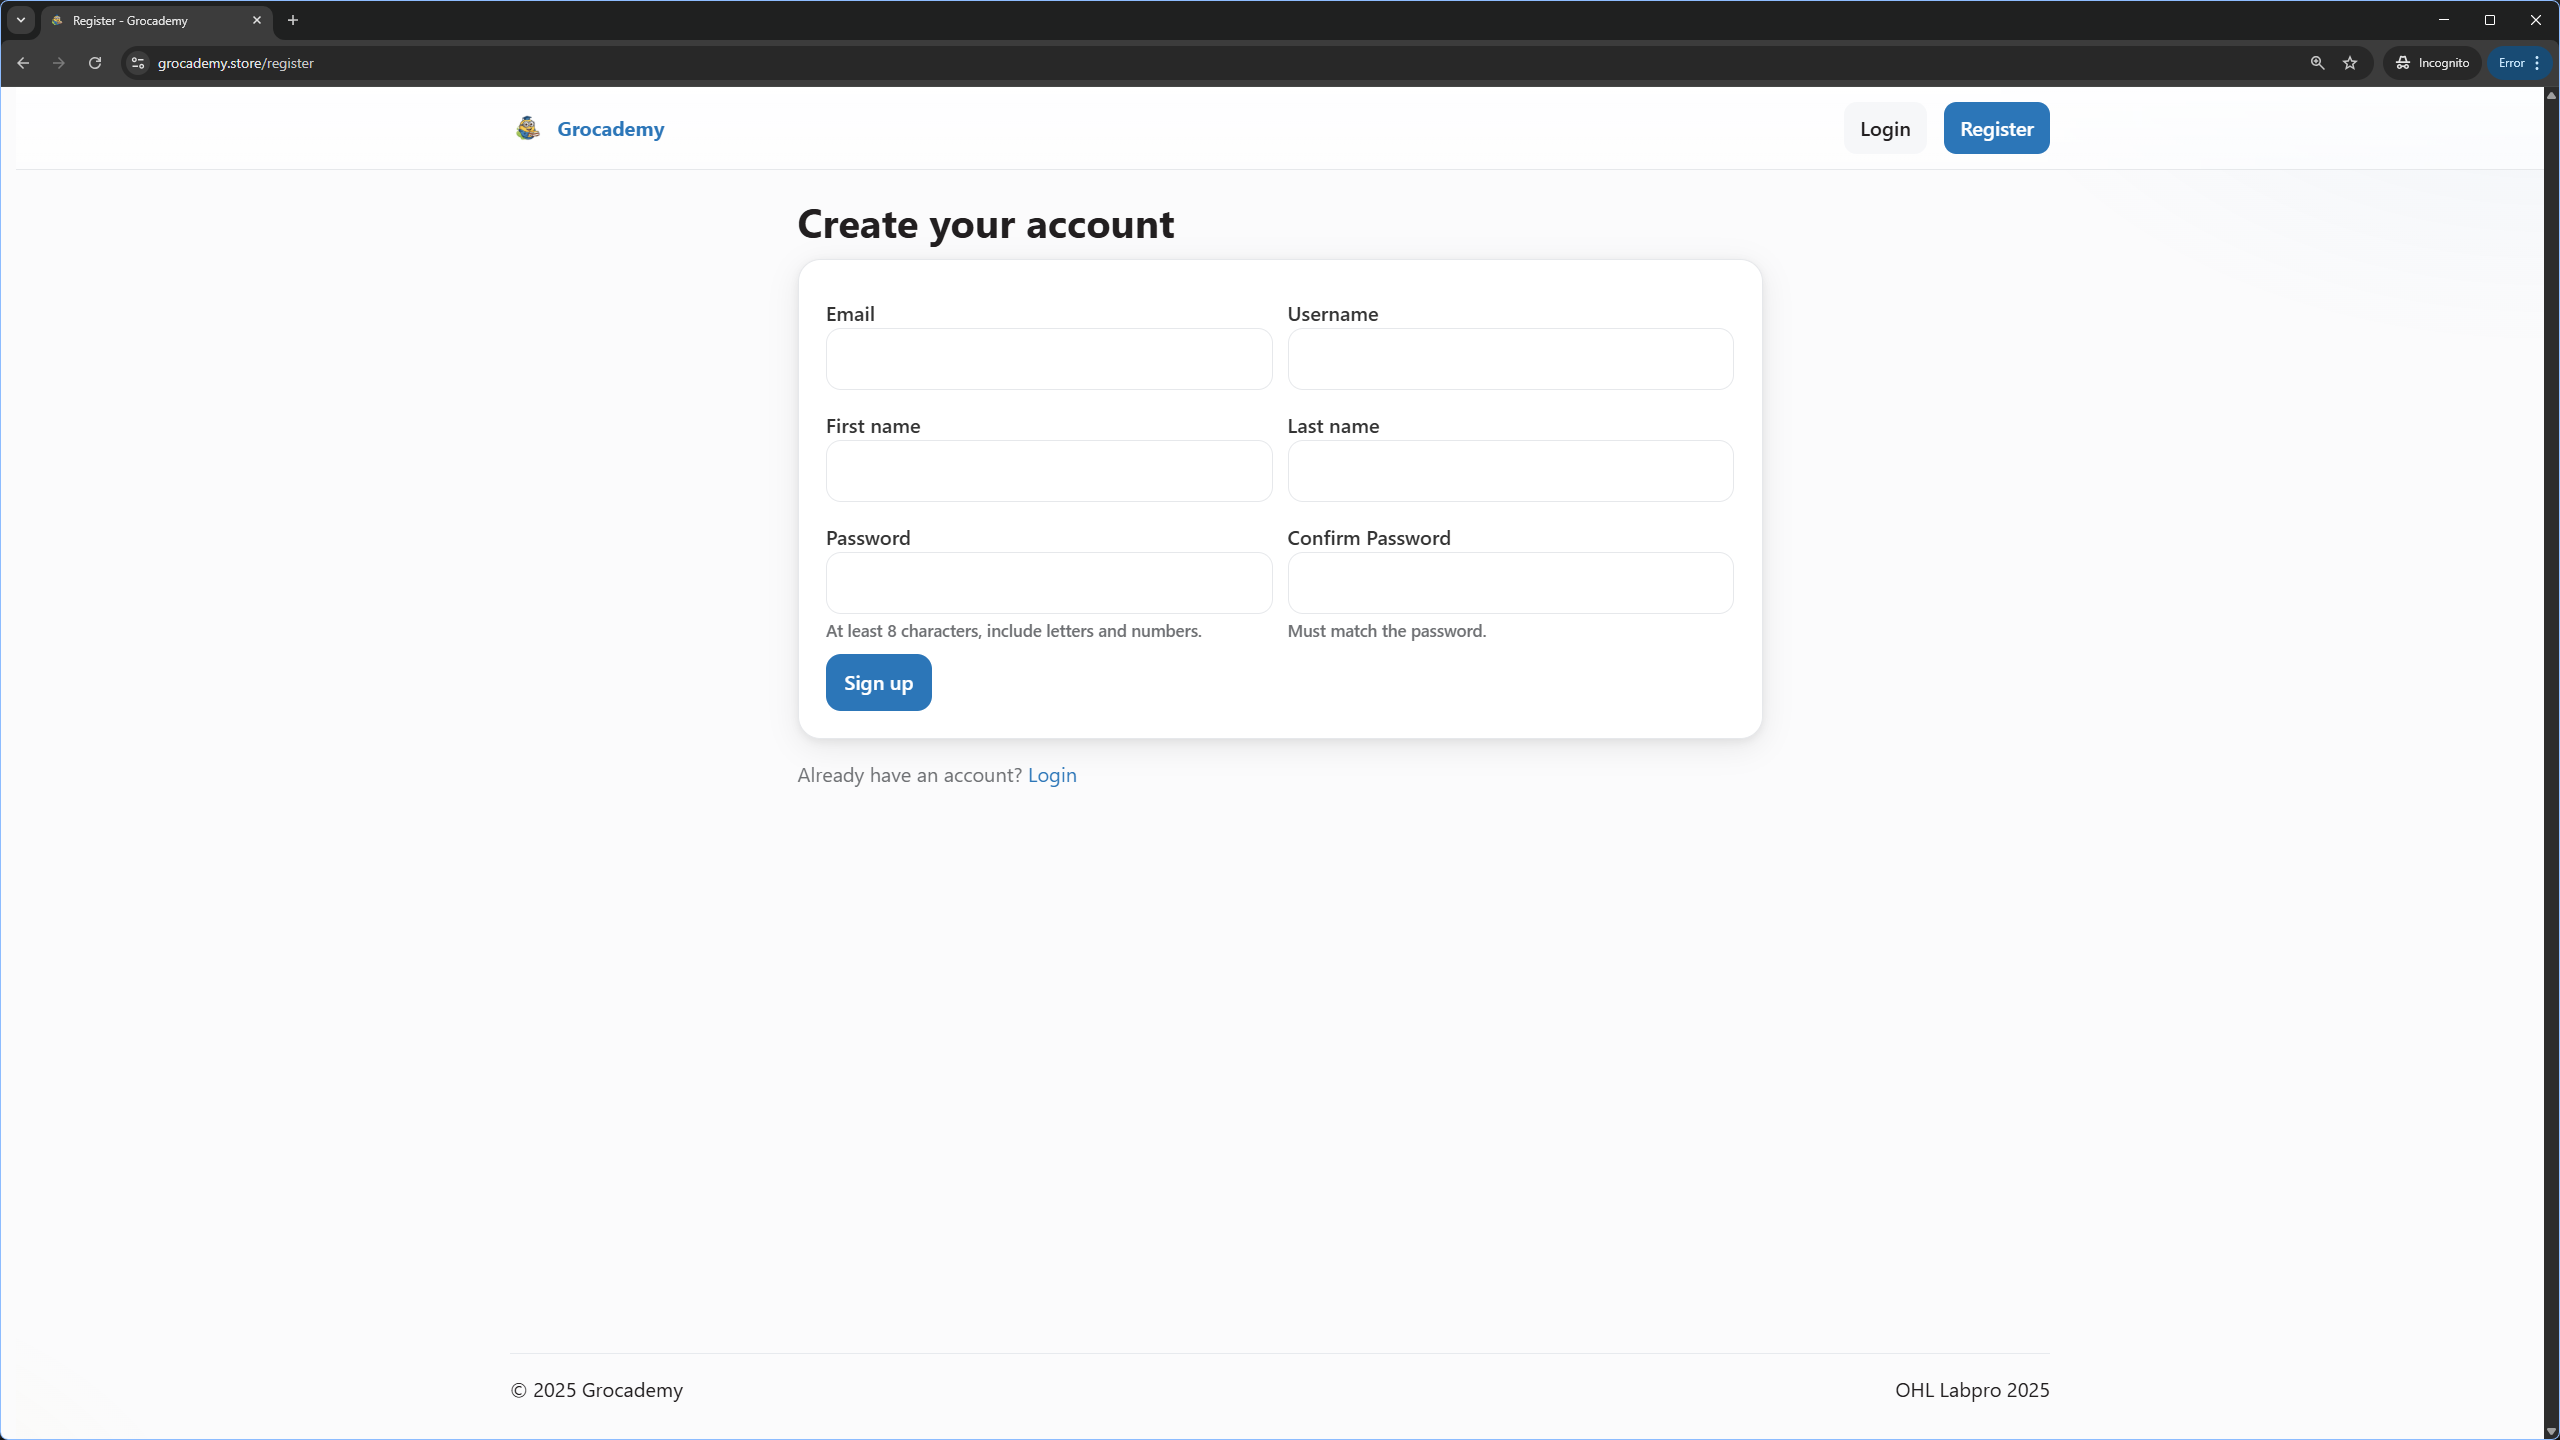 Register - Grocademy
grocademy.store/register
Incognito
Error
Grocademy
Login
Register
Create your account
Email
Username
First name
Last name
Password
Confirm Password
At least 8 characters, include letters and numbers.
Must match the password.
Sign up
Already have an account? Login
© 2025 Grocademy
OHL Labpro 2025